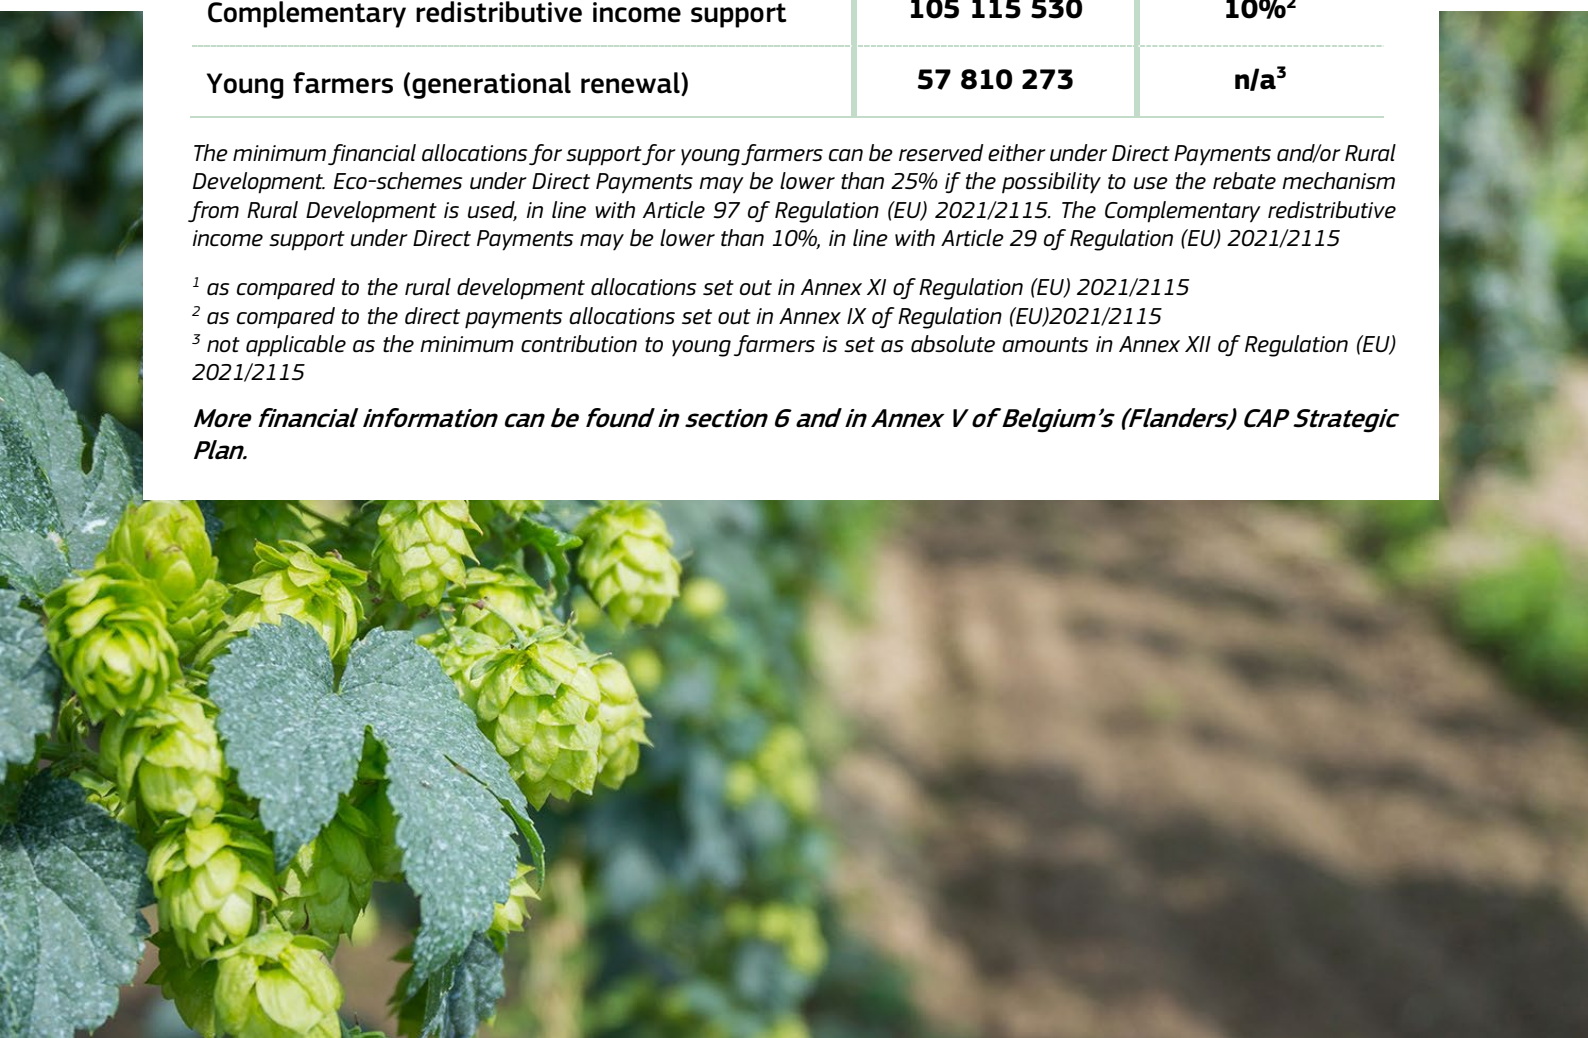 Complementary redistributive income support 105 115 530 10%²
Young farmers (generational renewal) 57 810 273 n/a³
The minimum financial allocations for support for young farmers can be reserved either under Direct Payments and/or Rural
Development. Eco-schemes under Direct Payments may be lower than 25% if the possibility to use the rebate mechanism
from Rural Development is used, in line with Article 97 of Regulation (EU) 2021/2115. The Complementary redistributive
income support under Direct Payments may be lower than 10%, in line with Article 29 of Regulation (EU) 2021/2115
¹ as compared to the rural development allocations set out in Annex XI of Regulation (EU) 2021/2115
² as compared to the direct payments allocations set out in Annex IX of Regulation (EU)2021/2115
³ not applicable as the minimum contribution to young farmers is set as absolute amounts in Annex XII of Regulation (EU)
2021/2115
More financial information can be found in section 6 and in Annex V of Belgium’s (Flanders) CAP Strategic
Plan.